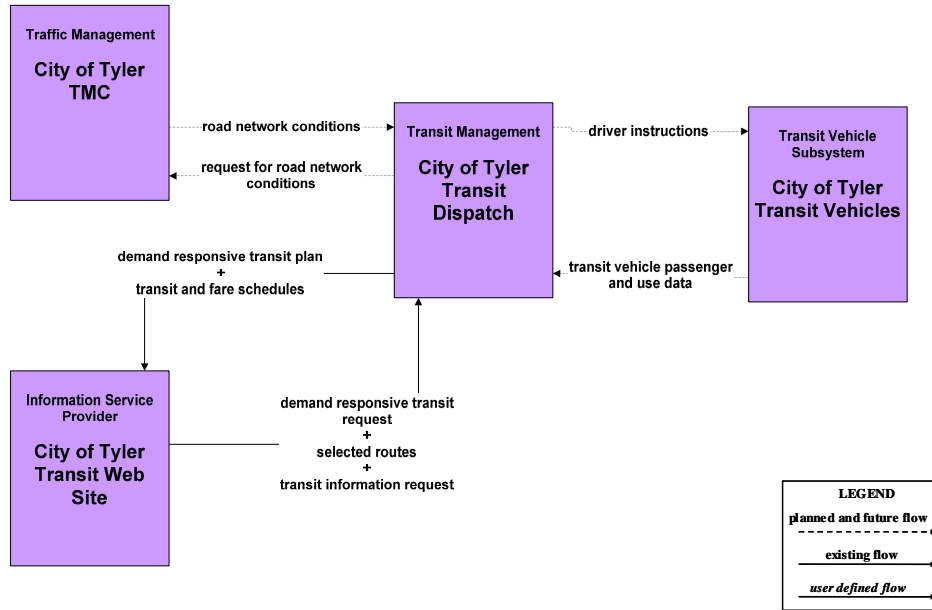 Traffic Management
City of Tyler
TMC
road network conditions
request for road network
conditions
Transit Management
City of Tyler
Transit
Dispatch
driver instructions
transit vehicle passenger
and use data
Transit Vehicle
Subsystem
City of Tyler
Transit Vehicles
demand responsive transit plan
+
transit and fare schedules
Information Service
Provider
City of Tyler
Transit Web
Site
demand responsive transit
request
+
selected routes
+
transit information request
LEGEND
planned and future flow
existing flow
user defined flow